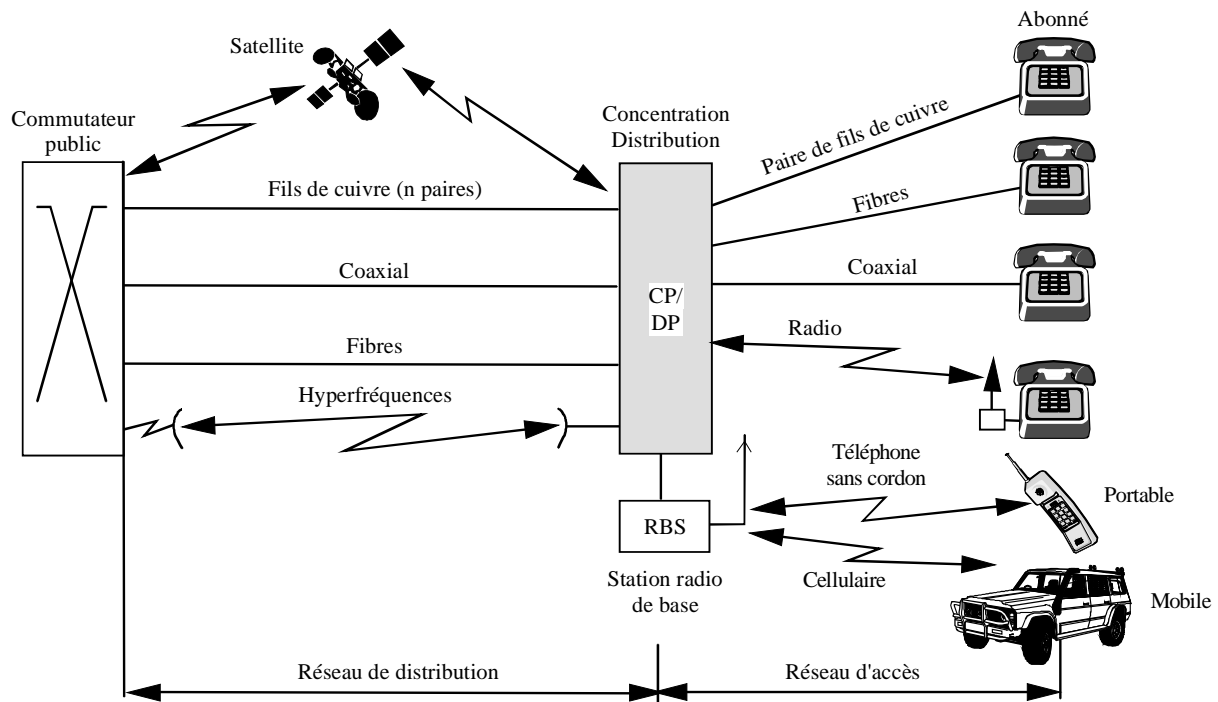 Abonné
Satellite
Commutateur
public
Concentration
Distribution
Paire de fils de cuivre
Fils de cuivre (n paires)
Fibres
Coaxial
Coaxial
CP/
DP
Radio
Fibres
Hyperfréquences
Téléphone
sans cordon
Portable
RBS
Station radio
de base
Cellulaire
Mobile
Réseau de distribution
Réseau d'accès